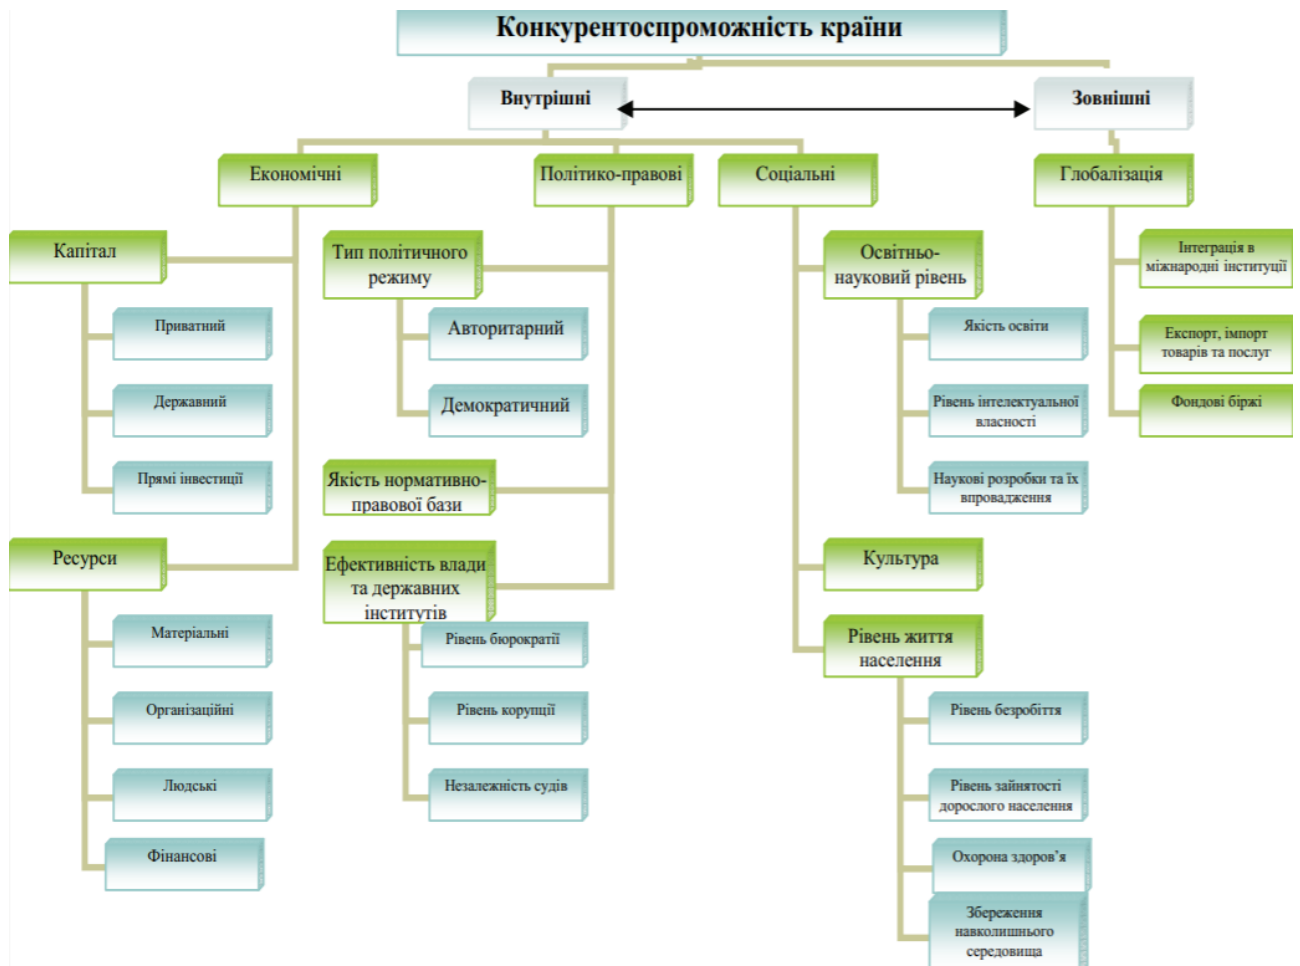 Конкурентоспроможність країни
Внутрішні
Зовнішні
Економічні
Політико-правові
Соціальні
Глобалізація
Капітал
Приватний
Державний
Прямі інвестиції
Ресурси
Матеріальні
Організаційні
Людські
Фінансові
Тип політичного
режиму
Авторитарний
Демократичний
Якість нормативно-
правової бази
Ефективність влади
та державних
інститутів
Рівень бюрократії
Рівень корупції
Незалежність судів
Освітньо-
науковий рівень
Якість освіти
Рівень інтелектуальної
власності
Наукові розробки та їх
впровадження
Культура
Рівень життя
населення
Рівень безробіття
Рівень зайнятості
дорослого населення
Охорона здоров’я
Збереження
навколишнього
середовища
Інтеграція в
міжнародні інституції
Експорт, імпорт
товарів та послуг
Фондові біржі